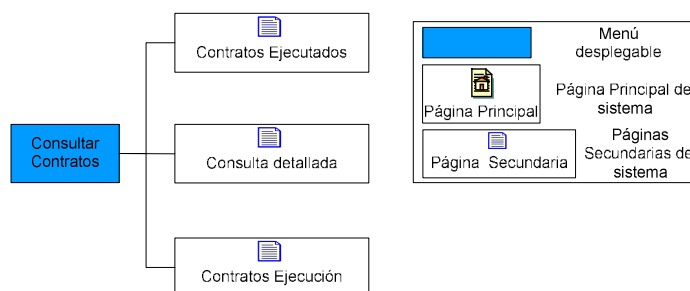 Contratos Ejecutados
Consultar
Contratos
Consulta detallada
Contratos Ejecución
Menú
desplegable
Página Principal
Página Principal de
sistema
Página Secundaria
Páginas
Secundarias de
sistema